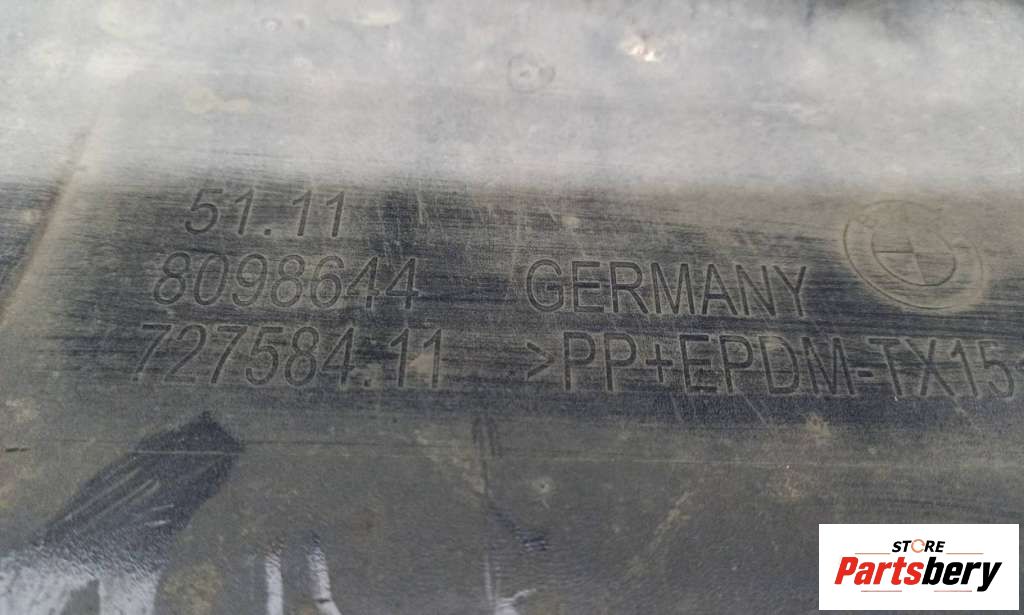 51.11
8098644
GERMANY
727584.11
>PP+EPDM-TX15<
STORE
Partsbery